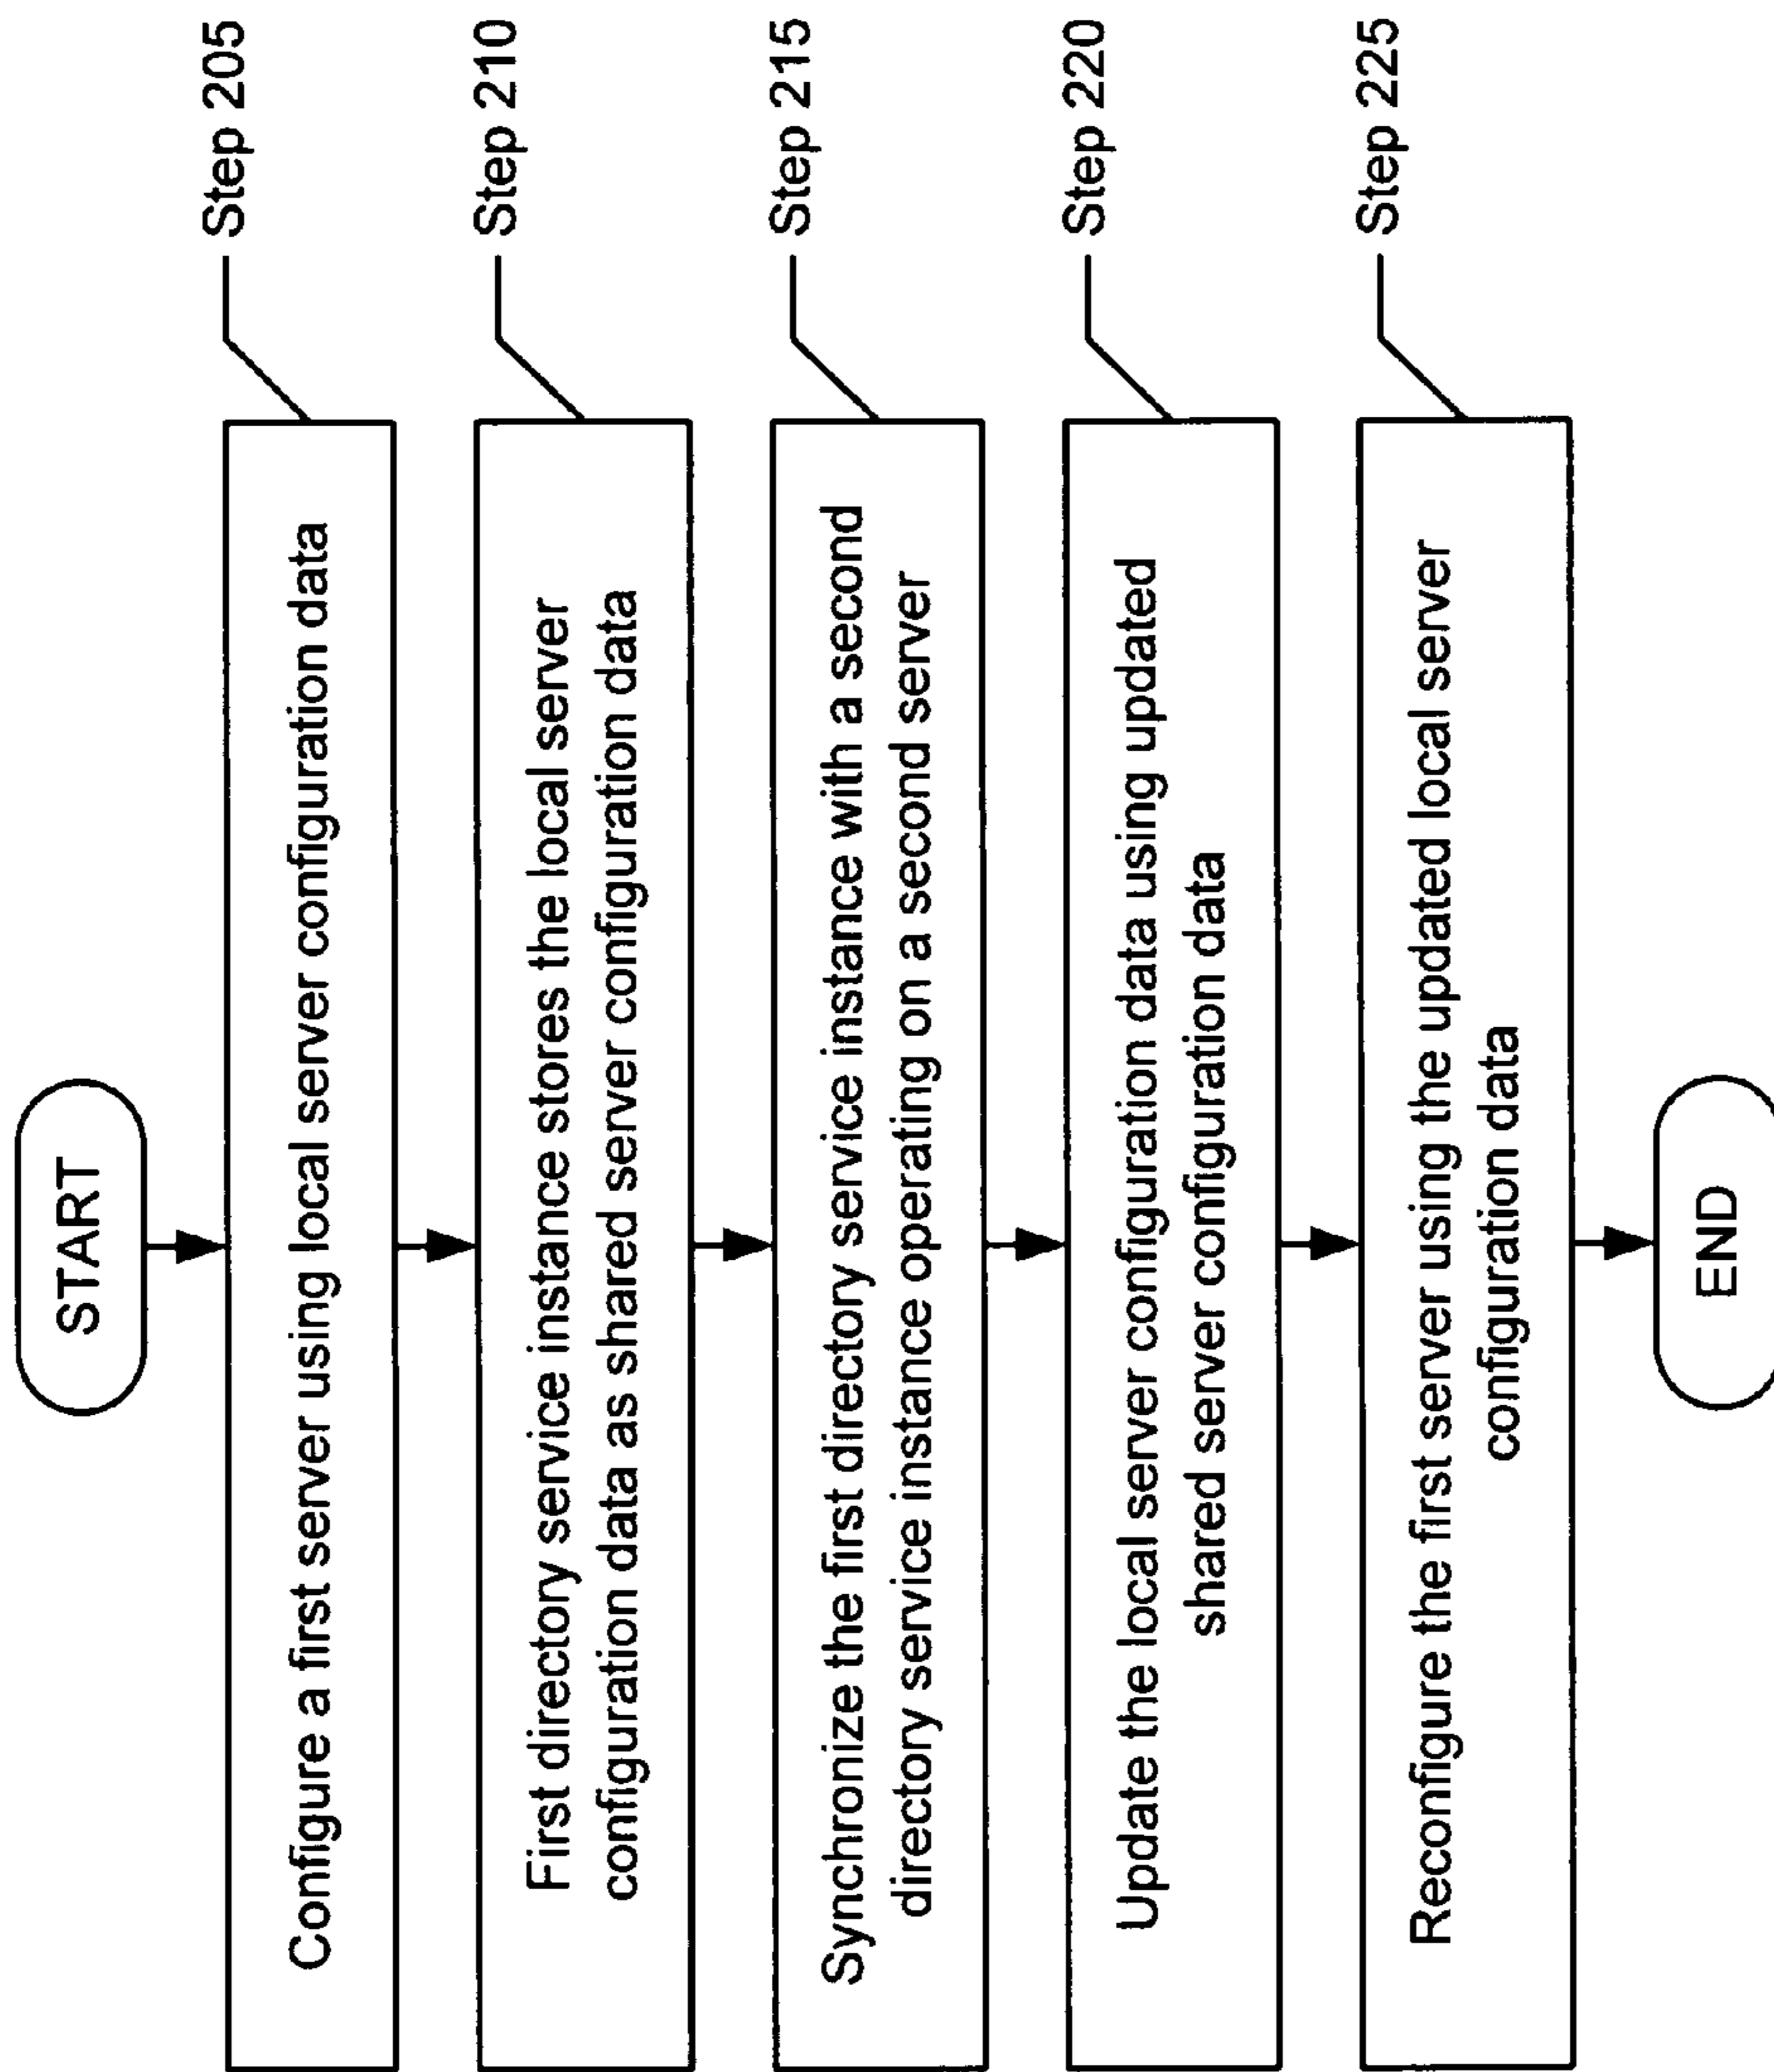 START
Configure a first server using local server configuration data
Step 205
First directory service instance stores the local server
configuration data as shared server configuration data
Step 210
Synchronize the first directory service instance with a second
directory service instance operating on a second server
Step 215
Update the local server configuration data using updated
shared server configuration data
Step 220
Reconfigure the first server using the updated local server
configuration data
Step 225
END